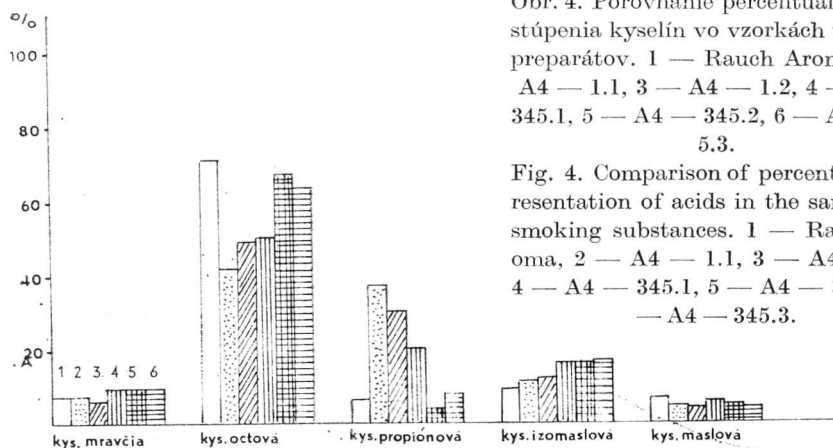 Obr. 4. Porovnanie percentuál
stúpenia kyselín vo vzorkách
preparátov. 1 — Rauch Arom
A4 — 1.1, 3 — A4 — 1.2, 4 -
345.1, 5 — A4 — 345.2, 6 — A
5.3.
Fig. 4. Comparison of percent
resentation of acids in the sa
smoking substances. 1 — Ra
oma, 2 — A4 — 1.1, 3 — A4
4 — A4 — 345.1, 5 — A4 —
— A4 — 345.3.
%
100
80
60
40
20
A
1 2 3 4 5 6
kys. mravčia kys.octová kys.propiónová kys.izomaslová kys.maslová